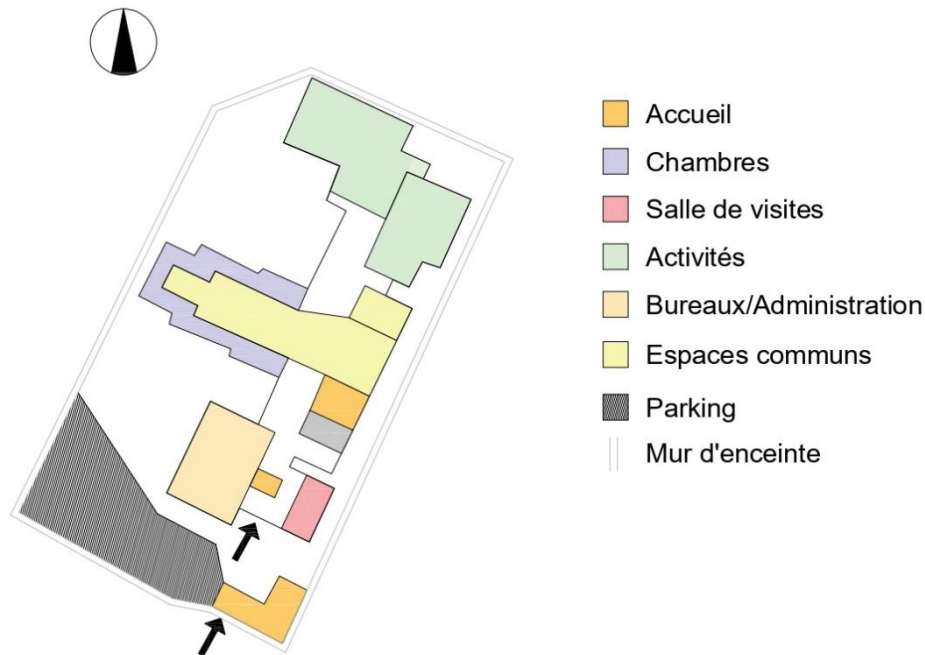 Accueil
Chambres
Salle de visites
Activités
Bureaux/Administration
Espaces communs
Parking
Mur d'enceinte